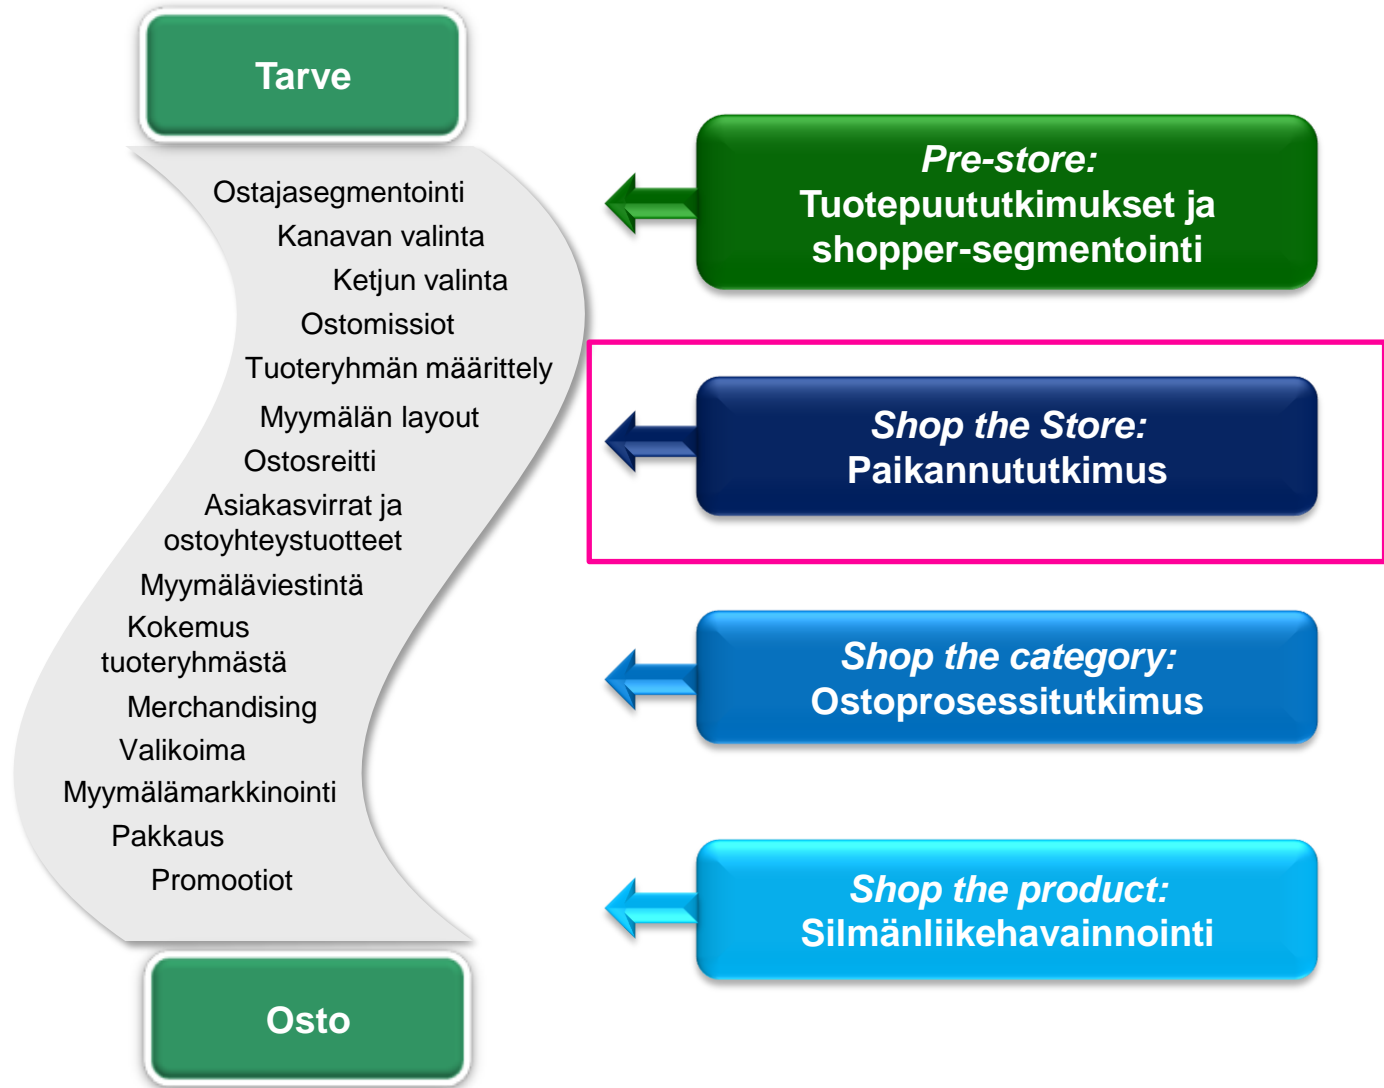 Tarve
Ostajasegmentointi
Kanavan valinta
Ketjun valinta
Ostomissiot
Tuoteryhmän määrittely
Myymälän layout
Ostosreitti
Asiakasvirrat ja
ostoyhteystuotteet
Myymäläviestintä
Kokemus
tuoteryhmästä
Merchandising
Valikoima
Myymälämarkkinointi
Pakkaus
Promootiot
Osto
Pre-store:
Tuotepuututkimukset ja
shopper-segmentointi
Shop the Store:
Paikannututkimus
Shop the category:
Ostoprosessitutkimus
Shop the product:
Silmänliikehavainnointi